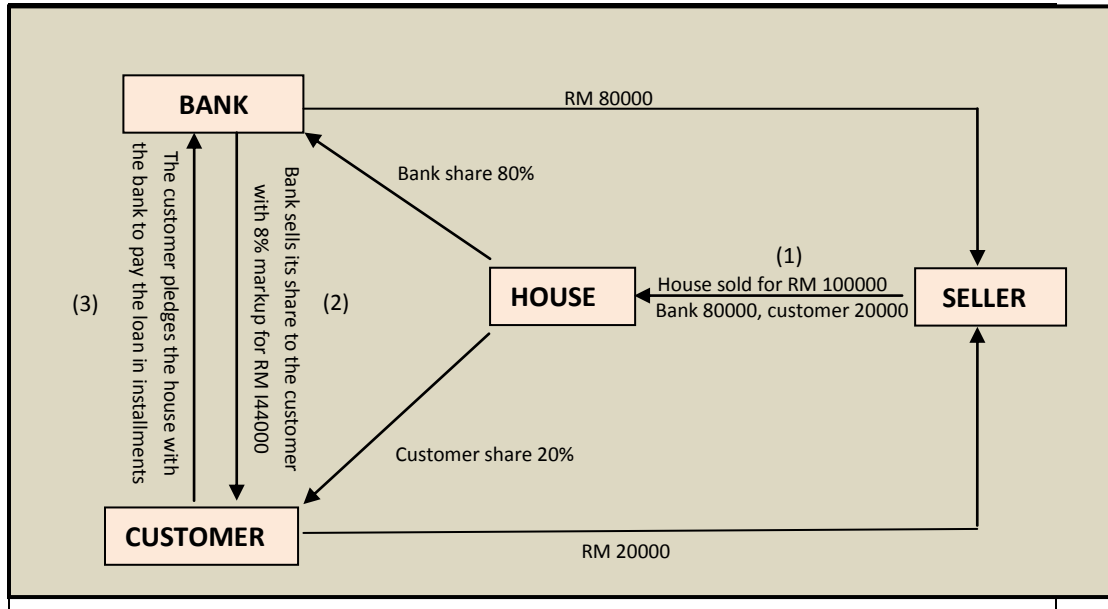 BANK
RM 80000
Bank share 80%
(1)
House sold for RM 100000
Bank 80000, customer 20000
HOUSE
SELLER
(3)
The customer pledges the house with
the bank to pay the loan in installments
Bank sells its share to the customer
with 8% markup for RM I44000
(2)
Customer share 20%
CUSTOMER
RM 20000